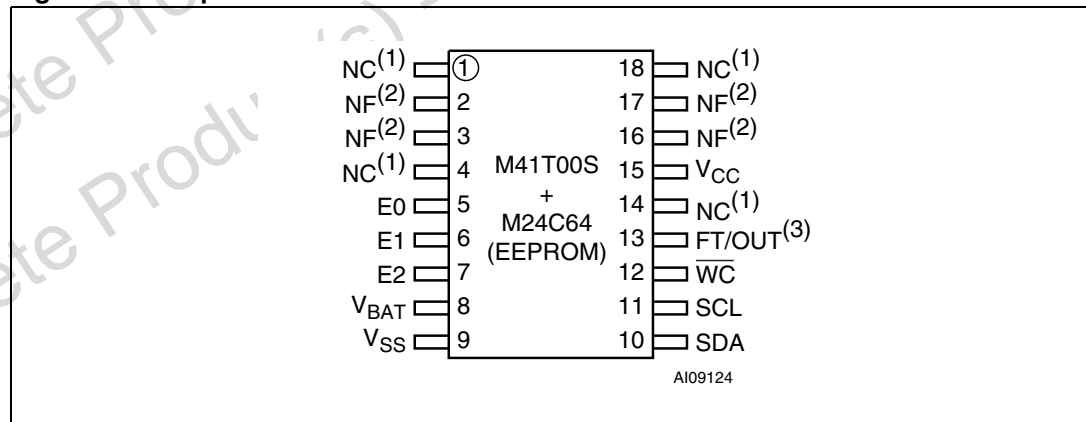 NC(1) 1 18 NC(1)
NF(2) 2 17 NF(2)
NF(2) 3 16 NF(2)
NC(1) 4 M41T00S 15 VCC
E0 5 + 14 NC(1)
E1 6 M24C64 13 FT/OUT(3)
E2 7 (EEPROM) 12 WC
VBAT 8 11 SCL
VSS 9 10 SDA
AI09124